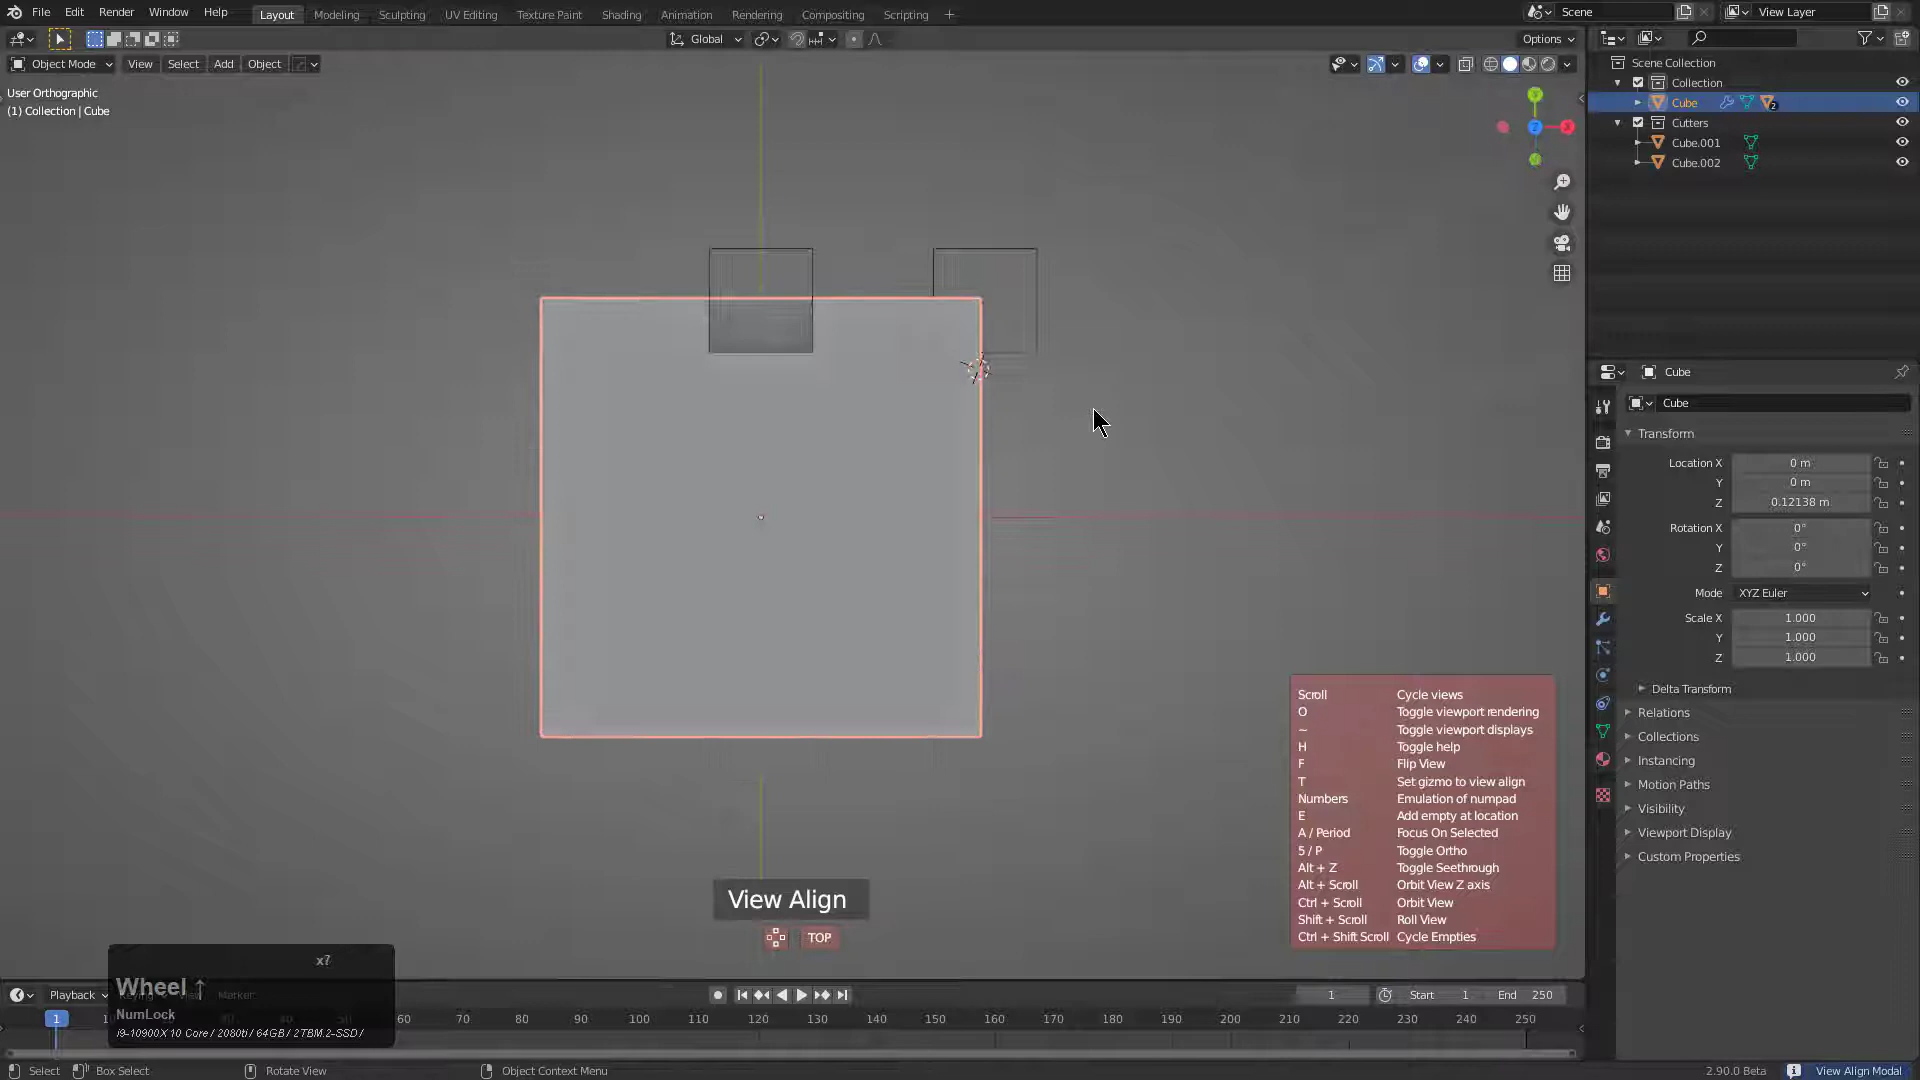 File Edit Render Window Help Layout Modeling Sculpting UV Editing Texture Paint Shading Animation Rendering Compositing Scripting + Scene View Layer
Global Options
Object Mode View Select Add Object
User Orthographic
(1) Collection | Cube
Scene Collection
Collection
Cube 2
Cutters
Cube.001
Cube.002
Y
Z X
Cube
Cube
Transform
Location X 0 m
Y 0 m
Z 0.12138 m
Rotation X 0°
Y 0°
Z 0°
Mode XYZ Euler
Scale X 1.000
Y 1.000
Z 1.000
Delta Transform
Relations
Collections
Instancing
Motion Paths
Visibility
Viewport Display
Custom Properties
Scroll Cycle views
O Toggle viewport rendering
~ Toggle viewport displays
H Toggle help
F Flip View
T Set gizmo to view align
Numbers Emulation of numpad
E Add empty at location
A / Period Focus On Selected
5 / P Toggle Ortho
Alt + Z Toggle Seethrough
Alt + Scroll Orbit View Z axis
Ctrl + Scroll Orbit View
Shift + Scroll Roll View
Ctrl + Shift Scroll Cycle Empties
View Align
TOP
x7
Wheel ↑
NumLock
i9-10900X 10 Core / 2080ti / 64GB / 2TBM.2-SSD /
Playback Keying View Marker 1 Start 1 End 250
1 60 70 80 90 100 110 120 130 140 150 160 170 180 190 200 210 220 230 240 250
Select Box Select Rotate View Object Context Menu 2.90.0 Beta View Align Modal